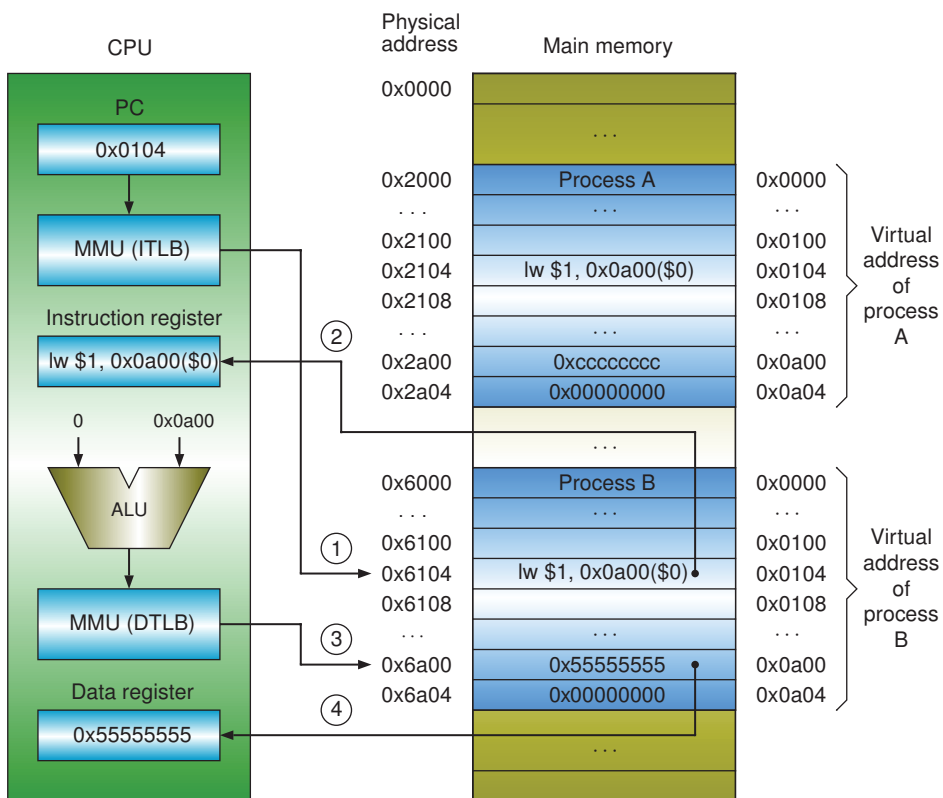 CPU
PC
0x0104
MMU (ITLB)
Instruction register
lw $1, 0x0a00($0)
0
0x0a00
ALU
MMU (DTLB)
Data register
0x55555555
2
1
3
4
Physical
address
0x0000
0x2000
...
0x2100
0x2104
0x2108
...
0x2a00
0x2a04
0x6000
...
0x6100
0x6104
0x6108
...
0x6a00
0x6a04
Main memory
...
Process A
...
lw $1, 0x0a00($0)
...
0xcccccccc
0x00000000
...
Process B
...
lw $1, 0x0a00($0)
...
0x55555555
0x00000000
...
0x0000
...
0x0100
0x0104
0x0108
...
0x0a00
0x0a04
Virtual
address
of
process
A
0x0000
...
0x0100
0x0104
0x0108
...
0x0a00
0x0a04
Virtual
address
of
process
B